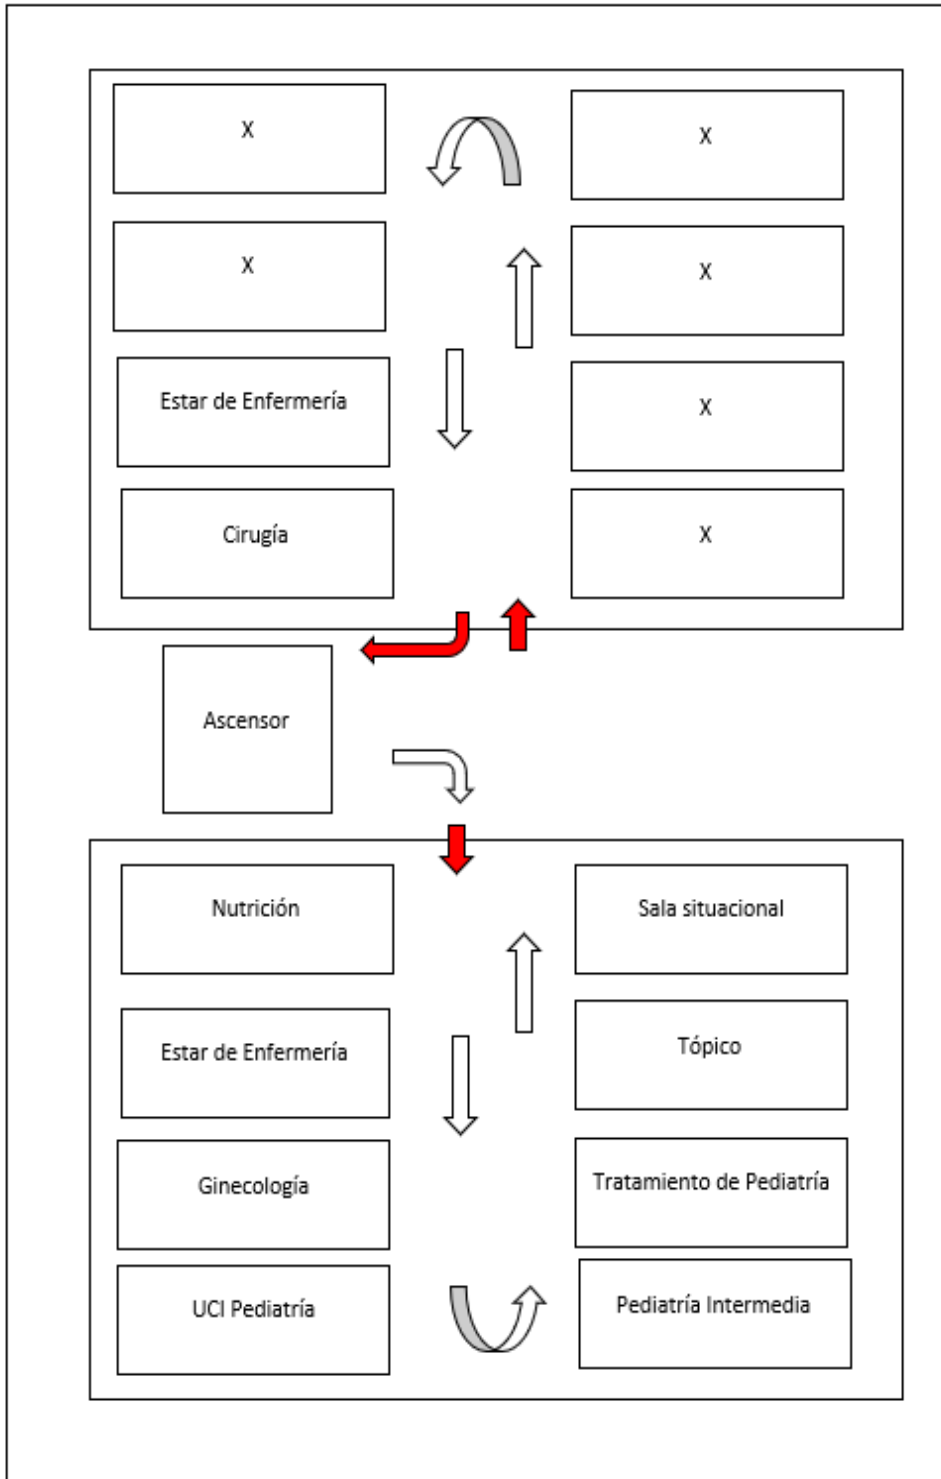 X
X
X
X
Estar de Enfermería
X
Cirugía
X
Ascensor
Nutrición
Sala situacional
Estar de Enfermería
Tópico
Ginecología
Tratamiento de Pediatría
UCI Pediatría
Pediatría Intermedia